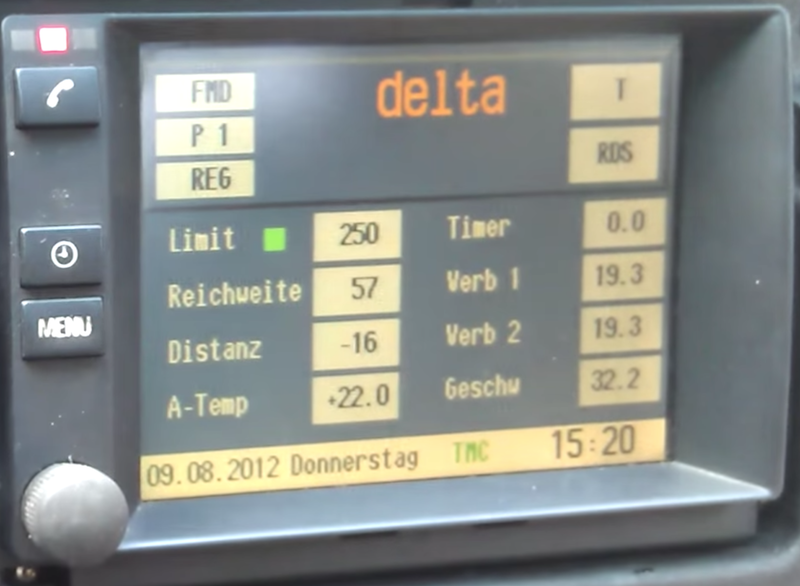 FMD
delta
T
P 1
RDS
REG
Limit 250
Timer 0.0
Reichweite 57
Verb 1 19.3
Distanz -16
Verb 2 19.3
A-Temp +22.0
Geschw 32.2
MENU
09.08.2012 Donnerstag TMC 15:20